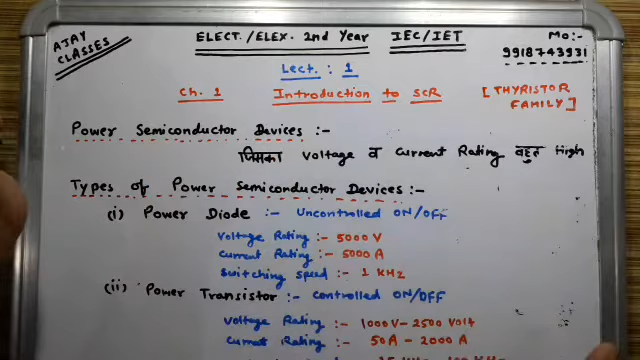 AJAY CLASSES
ELECT./ELEX. 2nd Year IEC/IET
Mo:-
9918743931
Lect. : 1
Ch. 1 Introduction to SCR [THYRISTOR FAMILY]
Power Semiconductor Devices :-
जिसका Voltage व Current Rating बहुत High
Types of Power Semiconductor Devices :-
(i) Power Diode :- Uncontrolled ON/OFF
Voltage Rating :- 5000 V
Current Rating :- 5000 A
Switching Speed :- 1 KHz
(ii) Power Transistor :- Controlled ON/OFF
Voltage Rating :- 1000V - 2500 Volt
Current Rating :- 50A - 2000 A